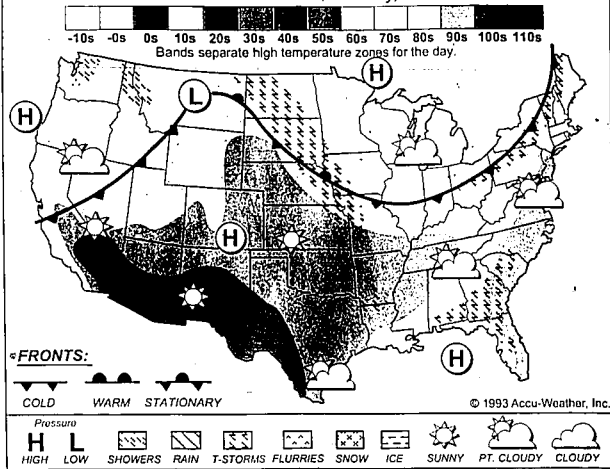 -10s -0s 0s 10s 20s 30s 40s 50s 60s 70s 80s 90s 100s 110s
Bands separate high temperature zones for the day.
H
L
H
H
H
FRONTS:
COLD WARM STATIONARY
© 1993 Accu-Weather, Inc.
Pressure
H L
HIGH LOW SHOWERS RAIN T-STORMS FLURRIES SNOW ICE SUNNY PT. CLOUDY CLOUDY